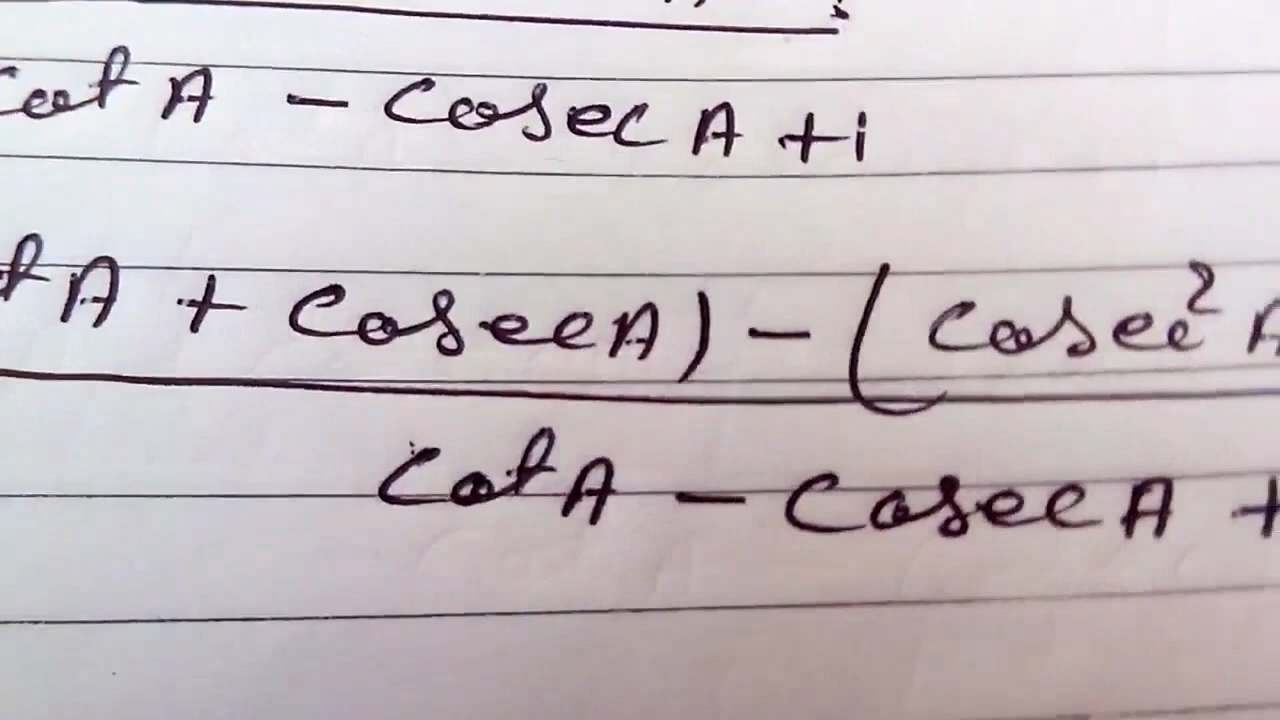 cot A - Cosec A + 1
t A + Cosec A) - (Cosec² A
Cot A - Cosec A +